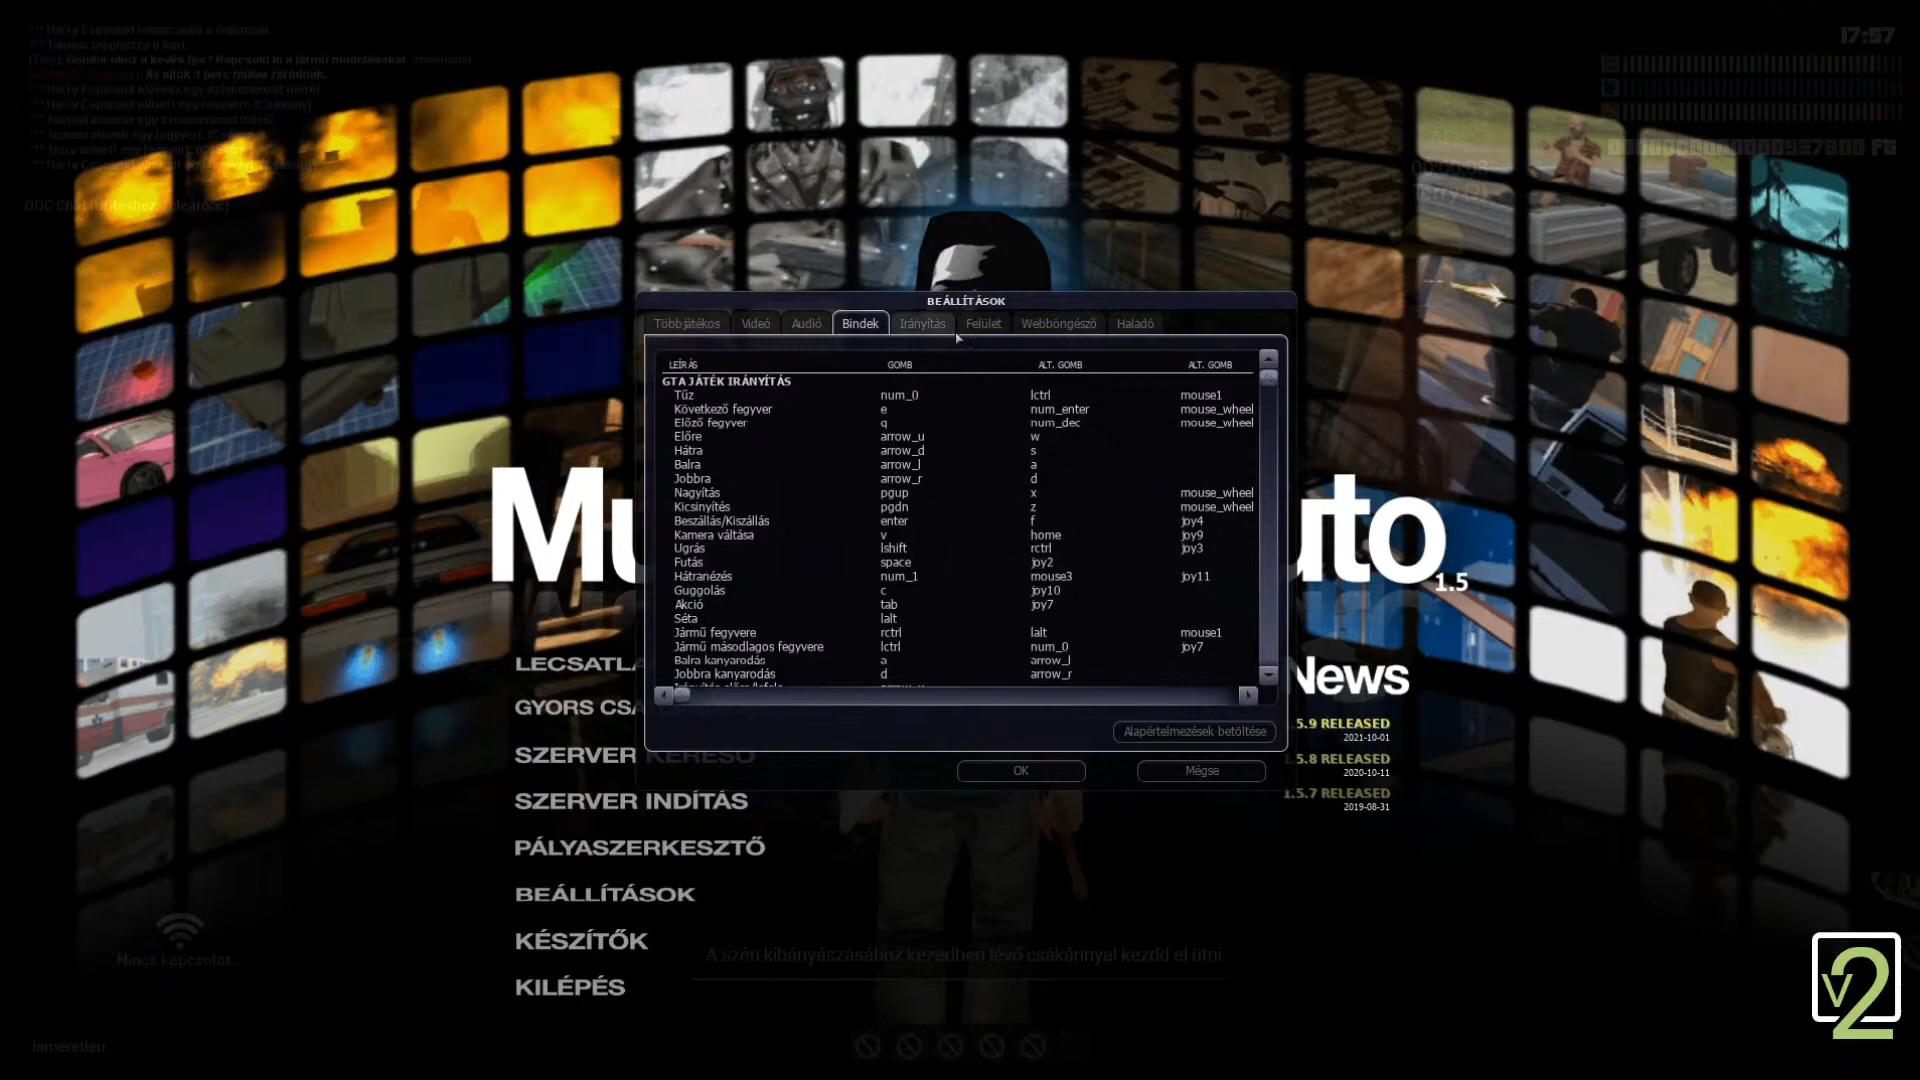 17:57
BEÁLLÍTÁSOK
Többjátékos Videó Audió Bindek Irányítás Felület Webböngésző Haladó
LEÍRÁS GOMB ALT. GOMB ALT. GOMB
GTA JÁTÉK IRÁNYÍTÁS
Tűz num_0 lctrl mouse1
Következő fegyver e num_enter mouse_wheel
Előző fegyver q num_dec mouse_wheel
Előre arrow_u w
Hátra arrow_d s
Balra arrow_l a
Jobbra arrow_r d
Nagyítás pgup x mouse_wheel
Kicsinyítés pgdn z mouse_wheel
Beszállás/Kiszállás enter f joy4
Kamera váltása v home joy9
Ugrás lshift rctrl joy3
Futás space joy2
Hátranézés num_1 mouse3 joy11
Guggolás c joy10
Akció tab joy7
Séta lalt
Jármű fegyvere rctrl lalt mouse1
Jármű másodlagos fegyvere lctrl num_0 joy7
Balra kanyarodás a arrow_l
Jobbra kanyarodás d arrow_r
Alapértelmezések betöltése
OK Mégse
Mu uto
1.5
LECSATLA
GYORS CSA
SZERVER KERESŐ
SZERVER INDÍTÁS
PÁLYASZERKESZTŐ
BEÁLLÍTÁSOK
KÉSZÍTŐK
KILÉPÉS
News
.5.9 RELEASED
2021-10-01
1.5.8 RELEASED
2020-10-11
1.5.7 RELEASED
2019-08-31
Nincs kapcsolat...
A szén kibányászásához kezedben lévő csákánnyal kezdd el ütni
Ismeretlen
v2